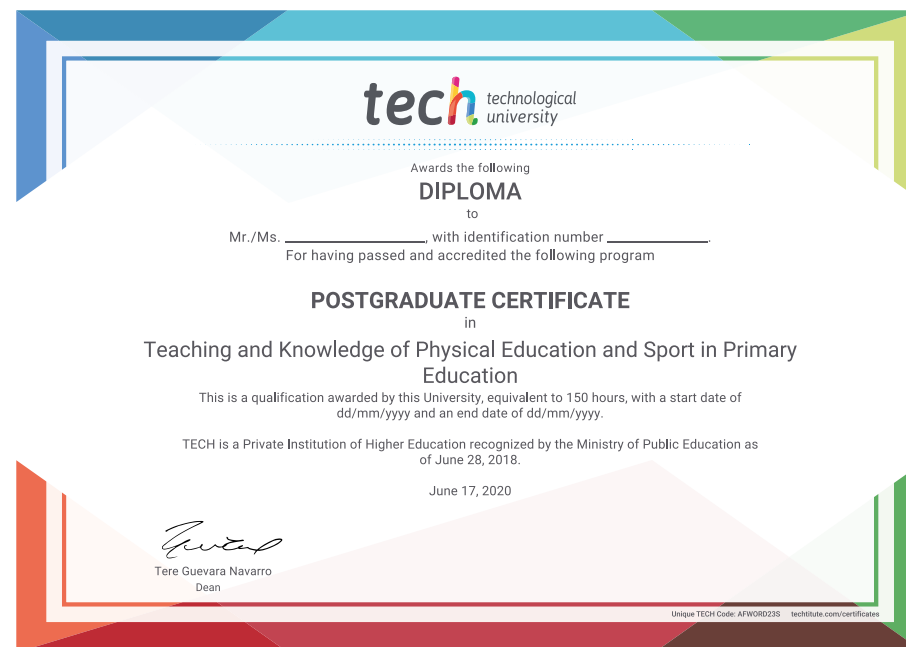 tech technological
university
Awards the following
DIPLOMA
to
Mr./Ms. ____________________, with identification number ______________.
For having passed and accredited the following program
POSTGRADUATE CERTIFICATE
in
Teaching and Knowledge of Physical Education and Sport in Primary
Education
This is a qualification awarded by this University, equivalent to 150 hours, with a start date of
dd/mm/yyyy and an end date of dd/mm/yyyy.
TECH is a Private Institution of Higher Education recognized by the Ministry of Public Education as
of June 28, 2018.
June 17, 2020
Tere Guevara Navarro
Dean
Unique TECH Code: AFWORD23S techtitute.com/certificates